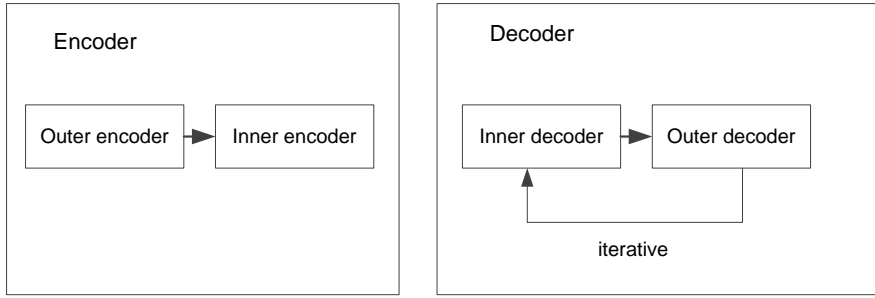 Encoder
Outer encoder
Inner encoder
Decoder
Inner decoder
Outer decoder
iterative